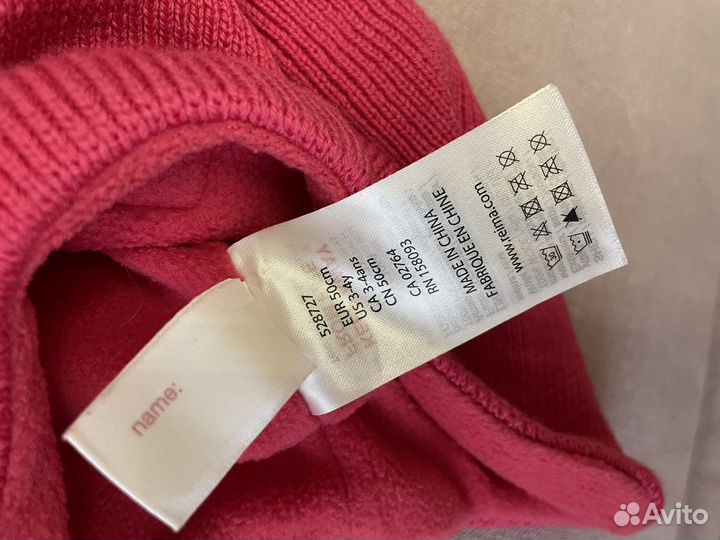 528727
EUR 50cm
US 3-4y
CA 3-4ans
CN 50cm
CA 02764
RN 158093
MADE IN CHINA
FABRIQUE EN CHINE
www.reima.com
name:
Avito